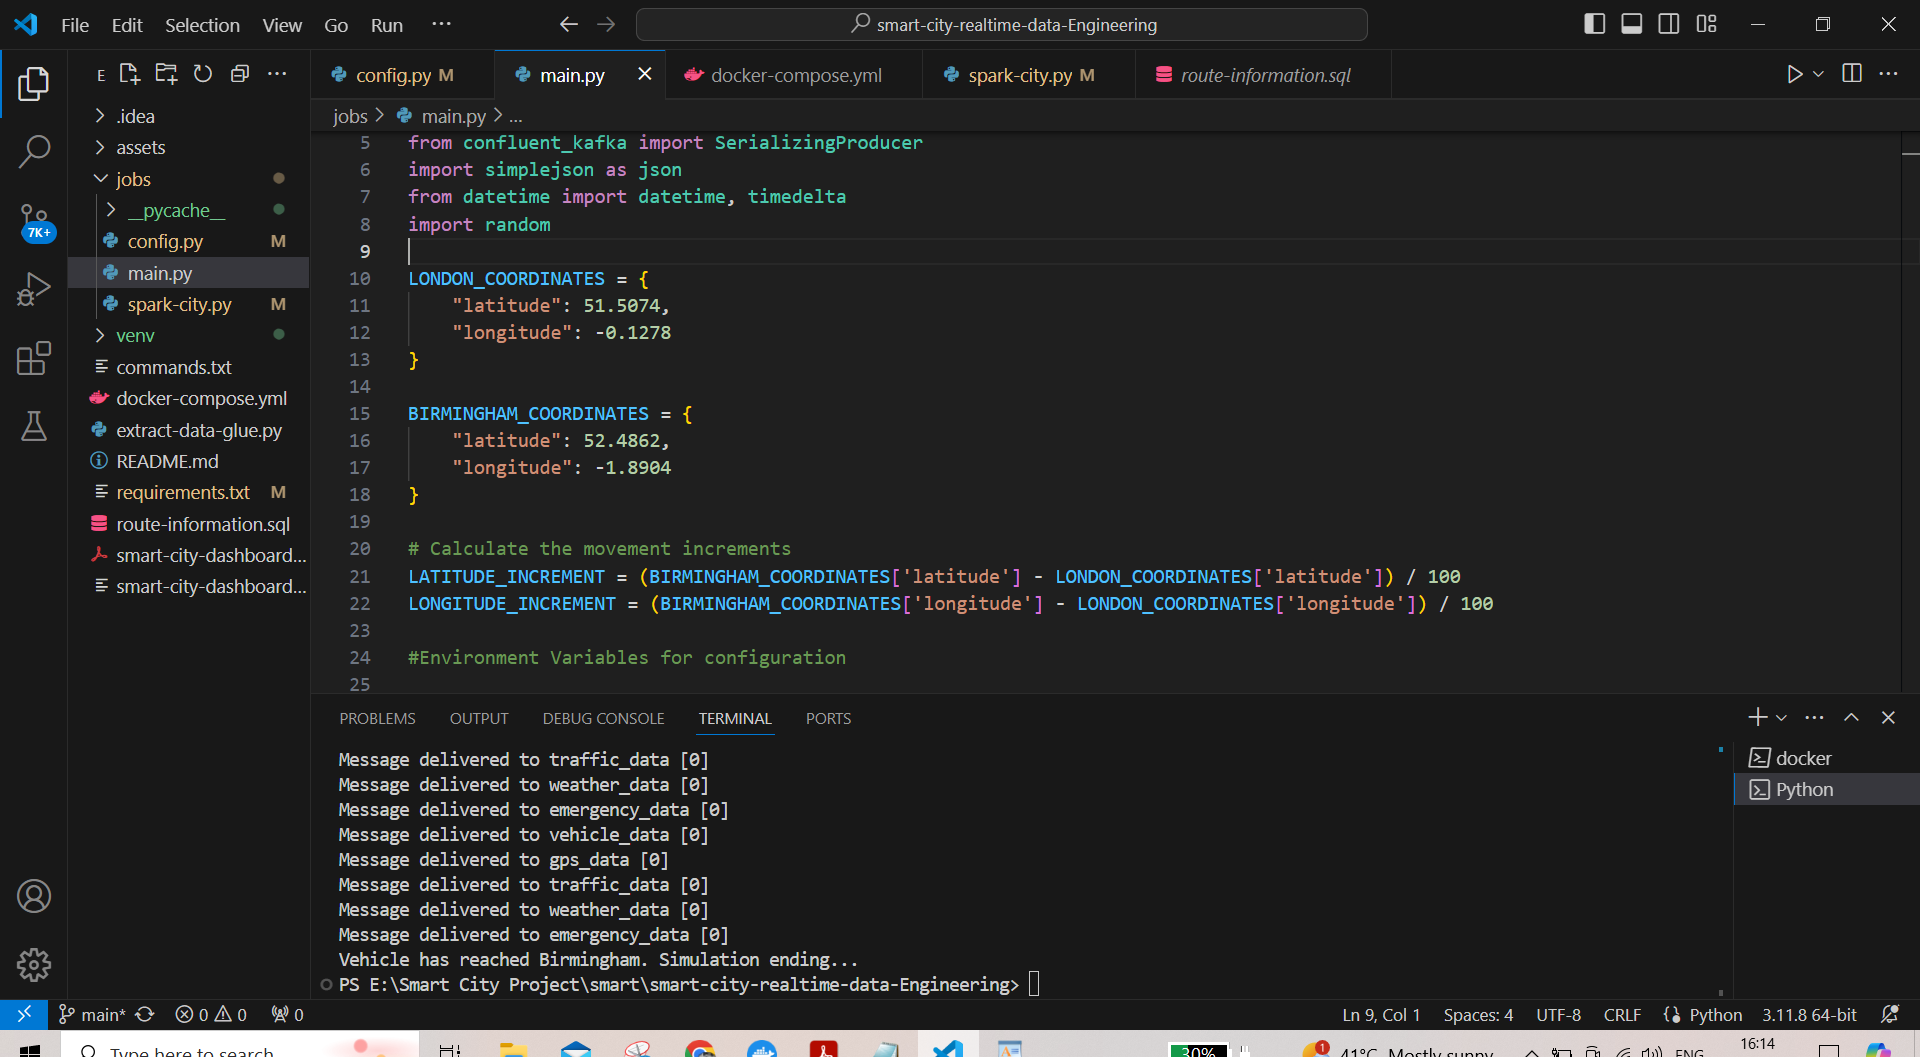 File Edit Selection View Go Run ···
smart-city-realtime-data-Engineering
E
config.py M
main.py
docker-compose.yml
spark-city.py M
route-information.sql
jobs > main.py > ...
.idea
assets
jobs
__pycache__
config.py M
main.py
spark-city.py M
venv
commands.txt
docker-compose.yml
extract-data-glue.py
README.md
requirements.txt M
route-information.sql
smart-city-dashboard...
smart-city-dashboard...
7K+
5 from confluent_kafka import SerializingProducer
6 import simplejson as json
7 from datetime import datetime, timedelta
8 import random
9
10 LONDON_COORDINATES = {
11 "latitude": 51.5074,
12 "longitude": -0.1278
13 }
14
15 BIRMINGHAM_COORDINATES = {
16 "latitude": 52.4862,
17 "longitude": -1.8904
18 }
19
20 # Calculate the movement increments
21 LATITUDE_INCREMENT = (BIRMINGHAM_COORDINATES['latitude'] - LONDON_COORDINATES['latitude']) / 100
22 LONGITUDE_INCREMENT = (BIRMINGHAM_COORDINATES['longitude'] - LONDON_COORDINATES['longitude']) / 100
23
24 #Environment Variables for configuration
25
PROBLEMS OUTPUT DEBUG CONSOLE TERMINAL PORTS
Message delivered to traffic_data [0]
Message delivered to weather_data [0]
Message delivered to emergency_data [0]
Message delivered to vehicle_data [0]
Message delivered to gps_data [0]
Message delivered to traffic_data [0]
Message delivered to weather_data [0]
Message delivered to emergency_data [0]
Vehicle has reached Birmingham. Simulation ending...
PS E:\Smart City Project\smart\smart-city-realtime-data-Engineering>
docker
Python
main* 0 0 0
Ln 9, Col 1 Spaces: 4 UTF-8 CRLF Python 3.11.8 64-bit
Type here to search
30%
1
41°C Mostly sunny
ENG
16:14